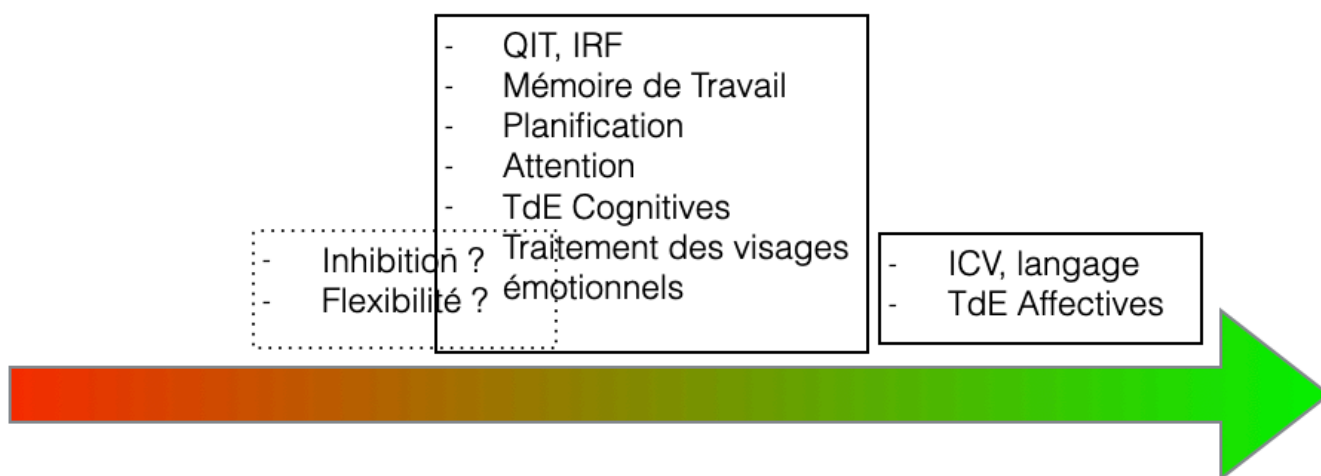 - QIT, IRF
- Mémoire de Travail
- Planification
- Attention
- TdE Cognitives
- Traitement des visages
émotionnels
- Inhibition ?
- Flexibilité ?
- ICV, langage
- TdE Affectives